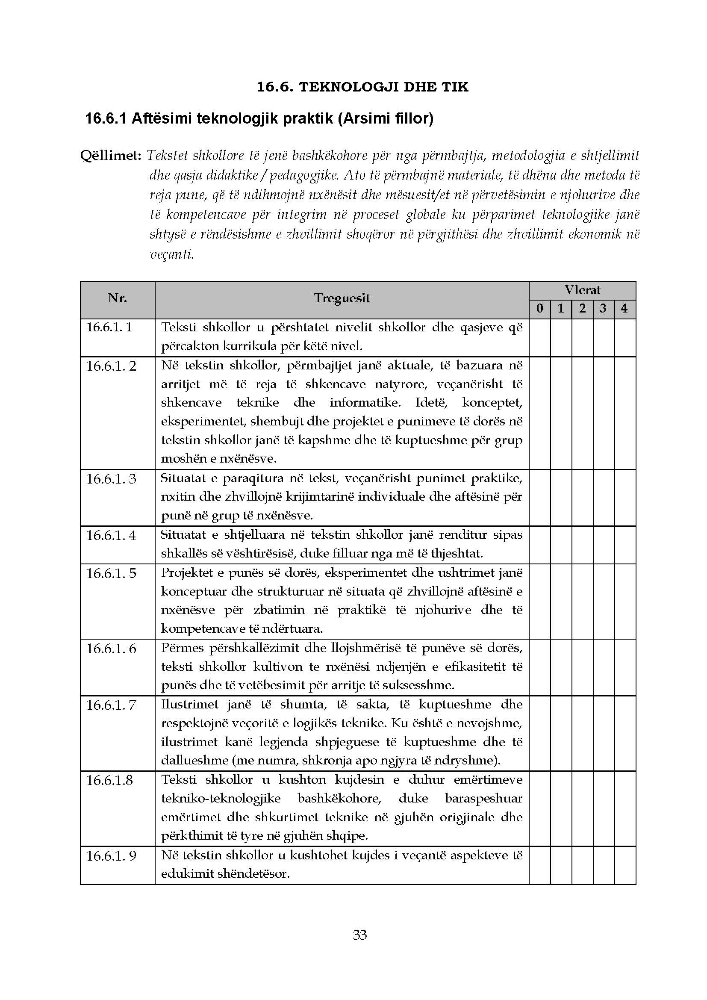 16.6. TEKNOLOGJI DHE TIK
16.6.1 Aftësimi teknologjik praktik (Arsimi fillor)
Qëllimet: Tekstet shkollore të jenë bashkëkohore për nga përmbajtja, metodologjia e shtjellimit
dhe qasja didaktike / pedagogjike. Ato të përmbajnë materiale, të dhëna dhe metoda të
reja pune, që të ndihmojnë nxënësit dhe mësuesit/et në përvetësimin e njohurive dhe
të kompetencave për integrim në proceset globale ku përparimet teknologjike janë
shtysë e rëndësishme e zhvillimit shoqëror në përgjithësi dhe zhvillimit ekonomik në
veçanti.
Nr. Treguesit Vlerat
0 1 2 3 4
16.6.1. 1 Teksti shkollor u përshtatet nivelit shkollor dhe qasjeve që
përcakton kurrikula për këtë nivel.
16.6.1. 2 Në tekstin shkollor, përmbajtjet janë aktuale, të bazuara në
arritjet më të reja të shkencave natyrore, veçanërisht të
shkencave teknike dhe informatike. Idetë, konceptet,
eksperimentet, shembujt dhe projektet e punimeve të dorës në
tekstin shkollor janë të kapshme dhe të kuptueshme për grup
moshën e nxënësve.
16.6.1. 3 Situatat e paraqitura në tekst, veçanërisht punimet praktike,
nxitin dhe zhvillojnë krijimtarinë individuale dhe aftësinë për
punë në grup të nxënësve.
16.6.1. 4 Situatat e shtjelluara në tekstin shkollor janë renditur sipas
shkallës së vështirësisë, duke filluar nga më të thjeshtat.
16.6.1. 5 Projektet e punës së dorës, eksperimentet dhe ushtrimet janë
konceptuar dhe strukturuar në situata që zhvillojnë aftësinë e
nxënësve për zbatimin në praktikë të njohurive dhe të
kompetencave të ndërtuara.
16.6.1. 6 Përmes përshkallëzimit dhe llojshmërisë të punëve së dorës,
teksti shkollor kultivon te nxënësi ndjenjën e efikasitetit të
punës dhe të vetëbesimit për arritje të suksesshme.
16.6.1. 7 Ilustrimet janë të shumta, të sakta, të kuptueshme dhe
respektojnë veçoritë e logjikës teknike. Ku është e nevojshme,
ilustrimet kanë legjenda shpjeguese të kuptueshme dhe të
dallueshme (me numra, shkronja apo ngjyra të ndryshme).
16.6.1.8 Teksti shkollor u kushton kujdesin e duhur emërtimeve
tekniko-teknologjike bashkëkohore, duke baraspeshuar
emërtimet dhe shkurtimet teknike në gjuhën origjinale dhe
përkthimit të tyre në gjuhën shqipe.
16.6.1. 9 Në tekstin shkollor u kushtohet kujdes i veçantë aspekteve të
edukimit shëndetësor.
33